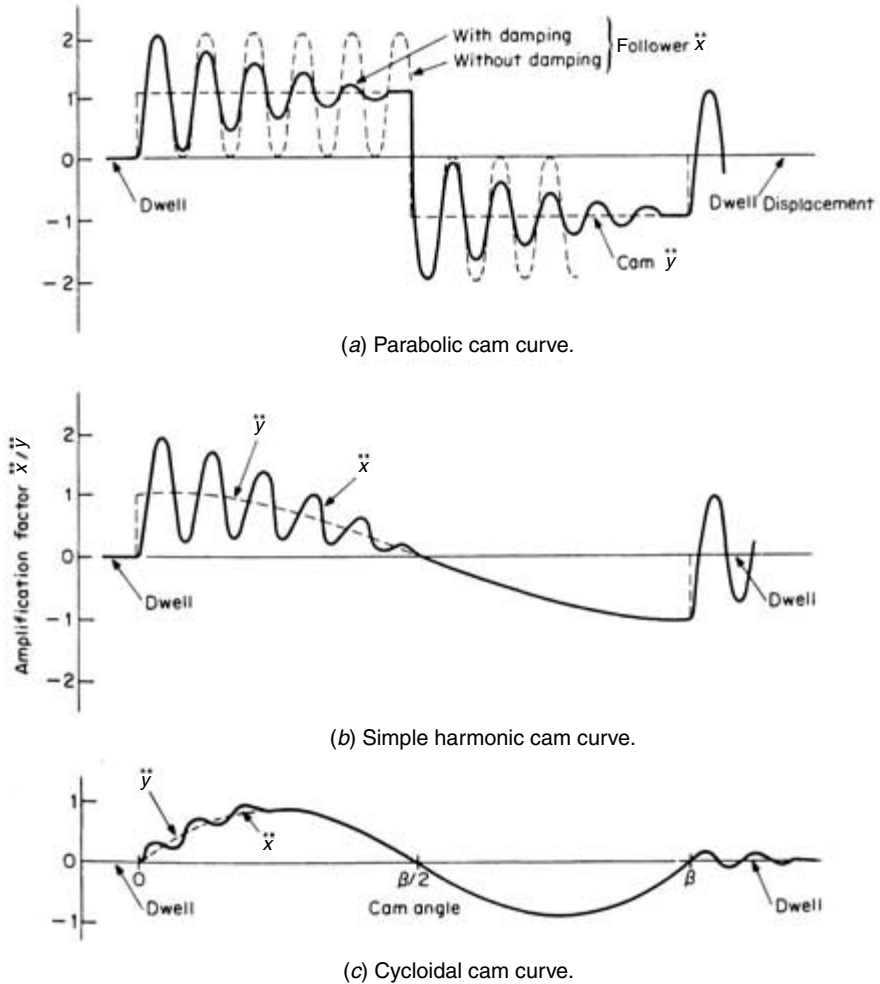 2
1
0
−1
−2
With damping
Without damping
Follower ẍ
Dwell
Dwell Displacement
Cam ÿ
(a) Parabolic cam curve.
Amplification factor ẍ/ÿ
2
1
0
−1
−2
ÿ
ẍ
Dwell
Dwell
(b) Simple harmonic cam curve.
1
0
−1
ÿ
ẍ
0
β/2
β
Dwell
Cam angle
Dwell
(c) Cycloidal cam curve.